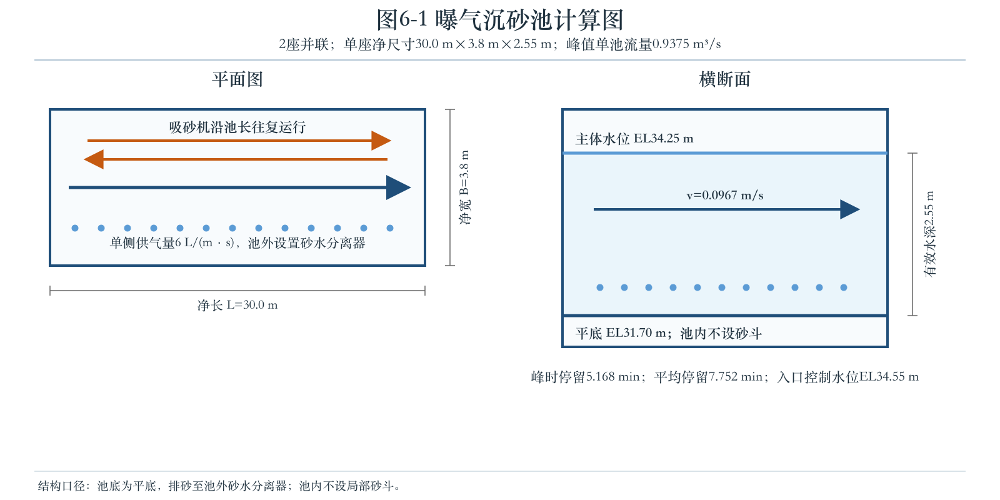 图6-1 曝气沉砂池计算图
2座并联；单座净尺寸30.0 m×3.8 m×2.55 m；峰值单池流量0.9375 m³/s
平面图
吸砂机沿池长往复运行
单侧供气量6 L/(m · s)，池外设置砂水分离器
净宽 B=3.8 m
净长 L=30.0 m
横断面
主体水位 EL34.25 m
v=0.0967 m/s
有效水深2.55 m
平底 EL31.70 m；池内不设砂斗
峰时停留5.168 min；平均停留7.752 min；入口控制水位EL34.55 m
结构口径：池底为平底，排砂至池外砂水分离器；池内不设局部砂斗。